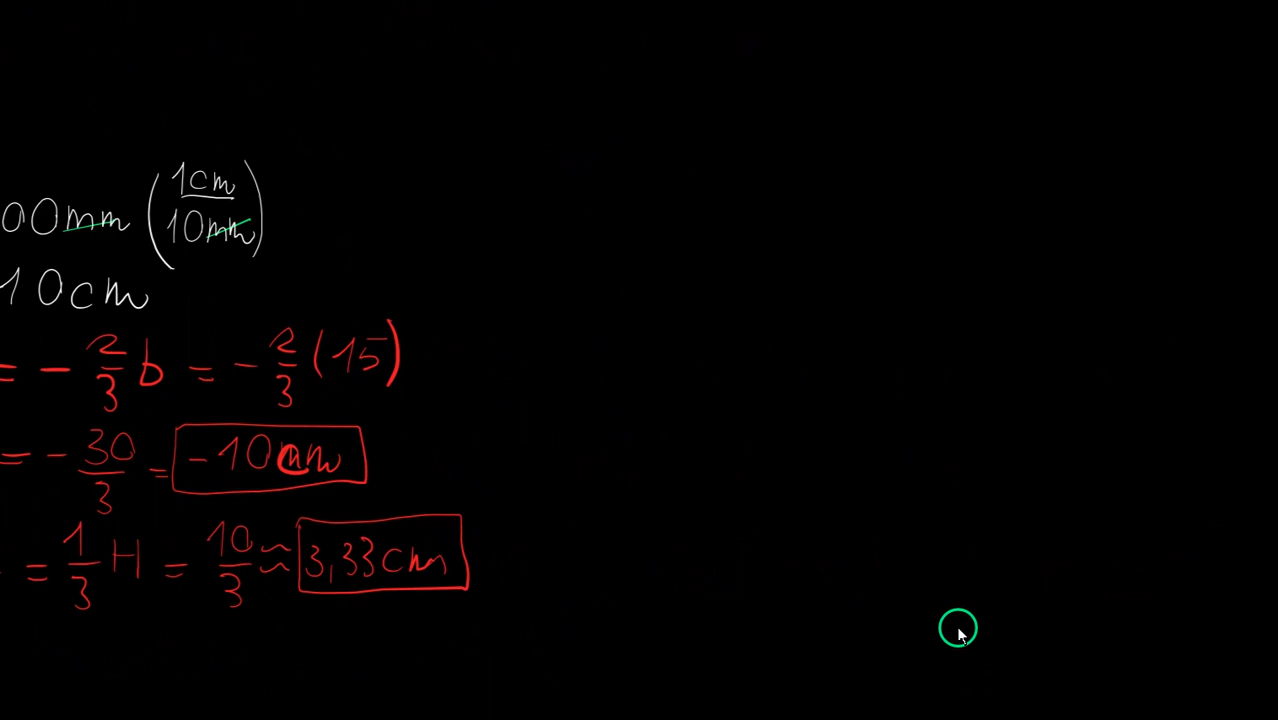 00mm (1cm/10mm)
10cm
= - 2/3 b = - 2/3 (15)
= - 30/3 = -10cm
= 1/3 H = 10/3 ≈ 3,33cm